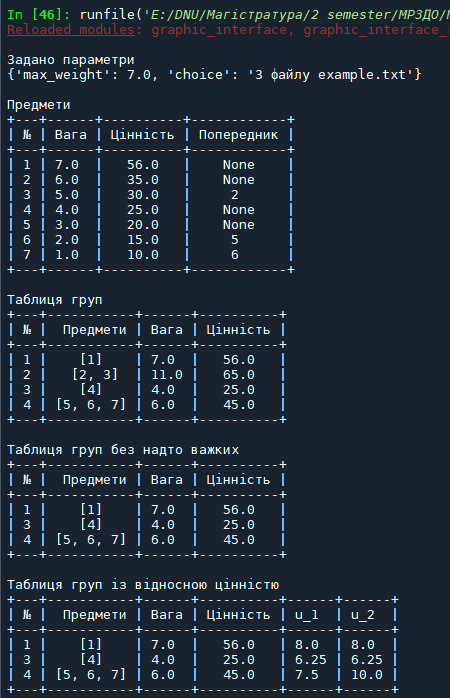 In [46]: runfile('E:/DNU/Магістратура/2 semester/МРЗДО/
Reloaded modules: graphic_interface, graphic_interface_
Задано параметри
{'max_weight': 7.0, 'choice': 'З файлу example.txt'}
Предмети
+---+------+----------+------------+
| № | Вага | Цінність | Попередник |
+---+------+----------+------------+
| 1 | 7.0 | 56.0 | None |
| 2 | 6.0 | 35.0 | None |
| 3 | 5.0 | 30.0 | 2 |
| 4 | 4.0 | 25.0 | None |
| 5 | 3.0 | 20.0 | None |
| 6 | 2.0 | 15.0 | 5 |
| 7 | 1.0 | 10.0 | 6 |
+---+------+----------+------------+
Таблиця груп
+---+-----------+------+----------+
| № | Предмети | Вага | Цінність |
+---+-----------+------+----------+
| 1 | [1] | 7.0 | 56.0 |
| 2 | [2, 3] | 11.0 | 65.0 |
| 3 | [4] | 4.0 | 25.0 |
| 4 | [5, 6, 7] | 6.0 | 45.0 |
+---+-----------+------+----------+
Таблиця груп без надто важких
+---+-----------+------+----------+
| № | Предмети | Вага | Цінність |
+---+-----------+------+----------+
| 1 | [1] | 7.0 | 56.0 |
| 3 | [4] | 4.0 | 25.0 |
| 4 | [5, 6, 7] | 6.0 | 45.0 |
+---+-----------+------+----------+
Таблиця груп із відносною цінністю
+---+-----------+------+----------+------+------+
| № | Предмети | Вага | Цінність | u_1 | u_2 |
+---+-----------+------+----------+------+------+
| 1 | [1] | 7.0 | 56.0 | 8.0 | 8.0 |
| 3 | [4] | 4.0 | 25.0 | 6.25 | 6.25 |
| 4 | [5, 6, 7] | 6.0 | 45.0 | 7.5 | 10.0 |
+---+-----------+------+----------+------+------+